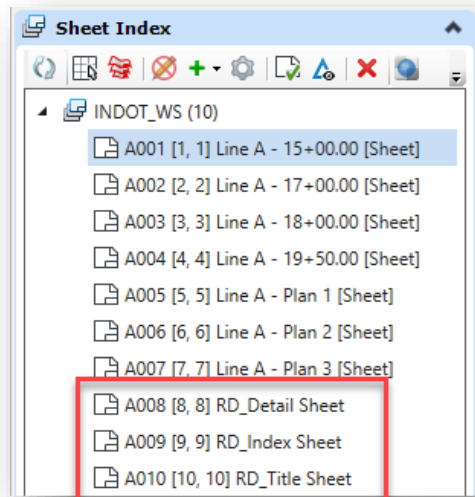 Sheet Index
INDOT_WS (10)
A001 [1, 1] Line A - 15+00.00 [Sheet]
A002 [2, 2] Line A - 17+00.00 [Sheet]
A003 [3, 3] Line A - 18+00.00 [Sheet]
A004 [4, 4] Line A - 19+50.00 [Sheet]
A005 [5, 5] Line A - Plan 1 [Sheet]
A006 [6, 6] Line A - Plan 2 [Sheet]
A007 [7, 7] Line A - Plan 3 [Sheet]
A008 [8, 8] RD_Detail Sheet
A009 [9, 9] RD_Index Sheet
A010 [10, 10] RD_Title Sheet